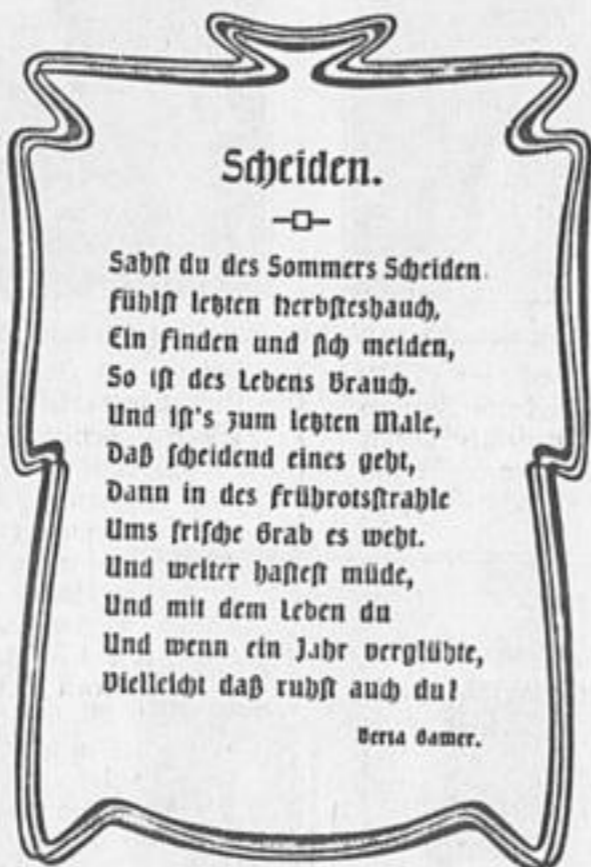 Scheiden.
Sahst du des Sommers Scheiden
Fühlst letzten Herbsteshauch,
Ein Finden und sich meiden,
So ist des Lebens Brauch.
Und ist's zum letzten Male,
Daß scheidend eines geht,
Dann in des Frührotsstrahle
Ums frische Grab es weht.
Und weiter hastest müde,
Und mit dem Leben du
Und wenn ein Jahr verglühte,
Vielleicht daß ruhst auch du!
Berta Gamer.